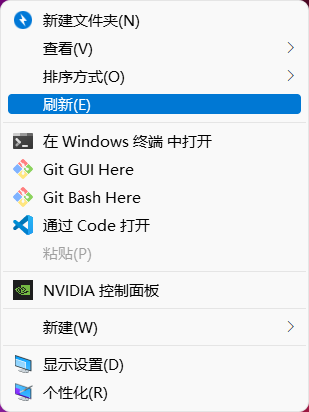 新建文件夹(N)
查看(V)
排序方式(O)
刷新(E)
在 Windows 终端 中打开
Git GUI Here
Git Bash Here
通过 Code 打开
粘贴(P)
NVIDIA 控制面板
新建(W)
显示设置(D)
个性化(R)